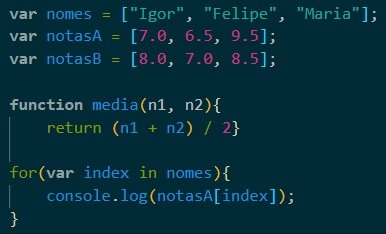 var nomes = ["Igor", "Felipe", "Maria"];
var notasA = [7.0, 6.5, 9.5];
var notasB = [8.0, 7.0, 8.5];
function media(n1, n2){
return (n1 + n2) / 2}
for(var index in nomes){
console.log(notasA[index]);
}